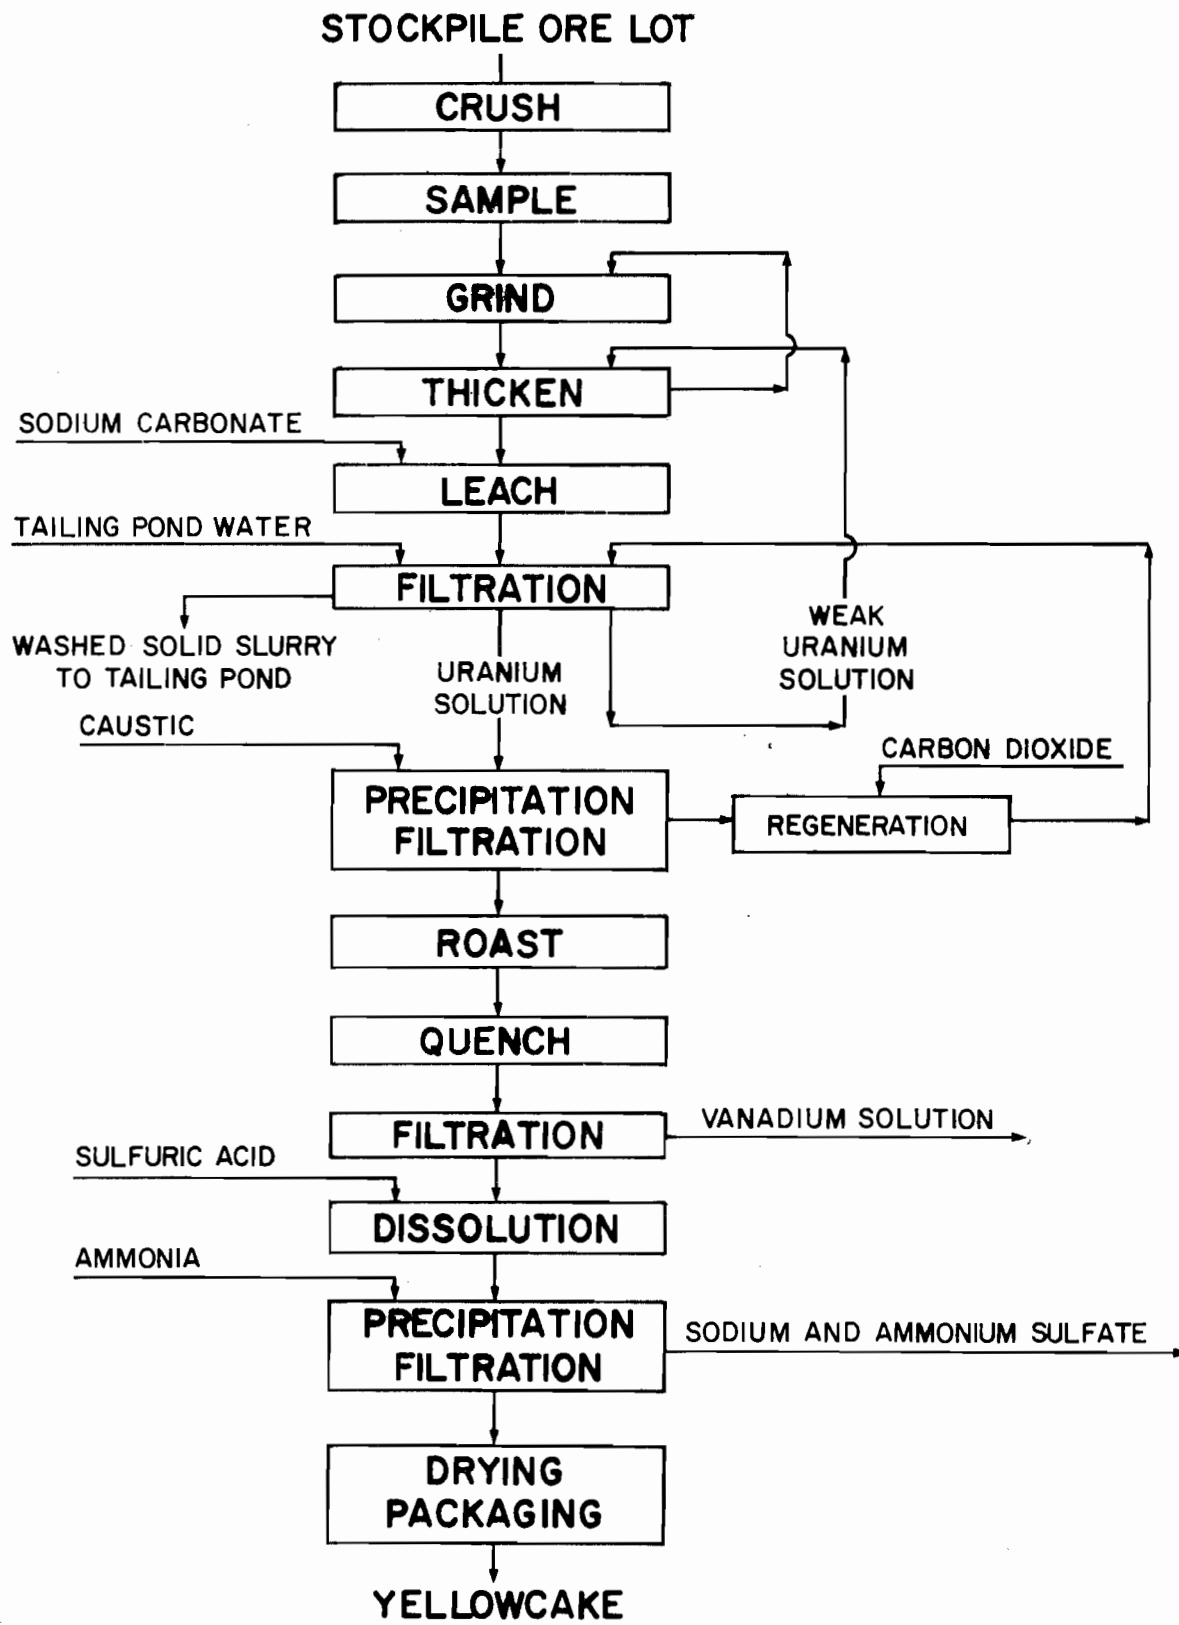 STOCKPILE ORE LOT
CRUSH
SAMPLE
GRIND
THICKEN
SODIUM CARBONATE
LEACH
TAILING POND WATER
FILTRATION
WASHED SOLID SLURRY
TO TAILING POND
URANIUM
SOLUTION
WEAK
URANIUM
SOLUTION
CAUSTIC
CARBON DIOXIDE
PRECIPITATION
FILTRATION
REGENERATION
ROAST
QUENCH
FILTRATION
VANADIUM SOLUTION
SULFURIC ACID
DISSOLUTION
AMMONIA
PRECIPITATION
FILTRATION
SODIUM AND AMMONIUM SULFATE
DRYING
PACKAGING
YELLOWCAKE